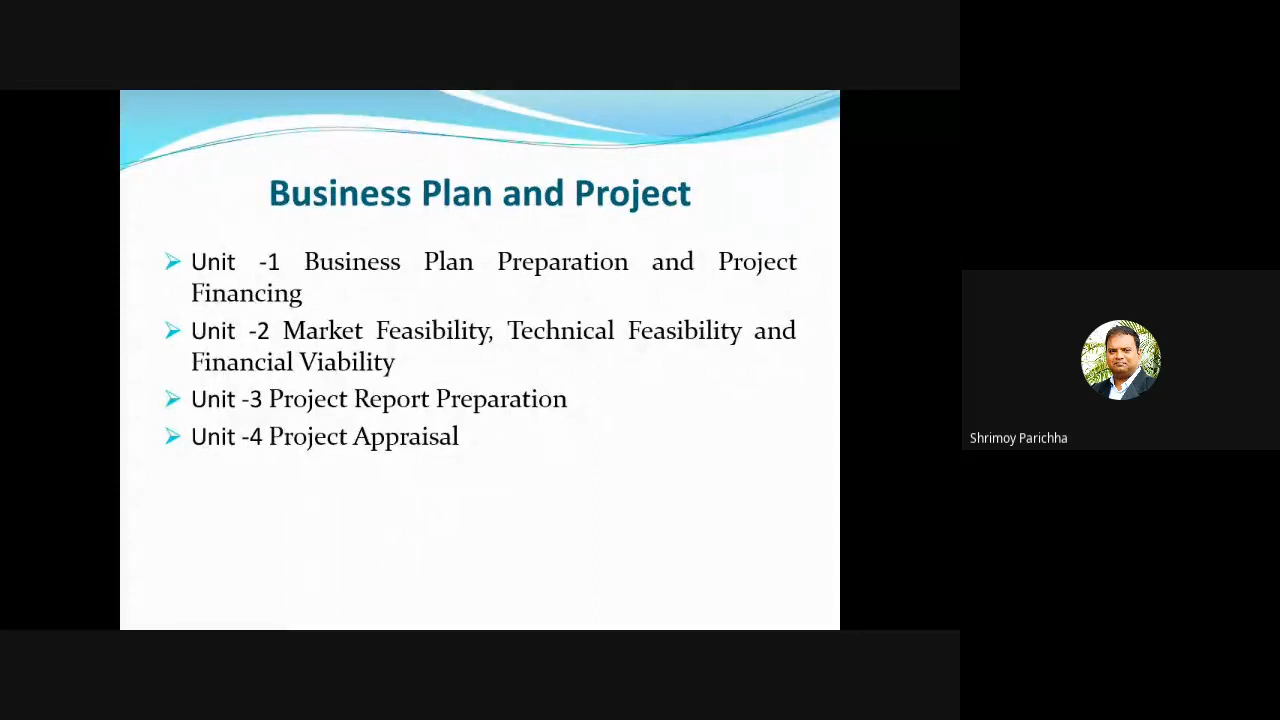 Business Plan and Project
Unit -1 Business Plan Preparation and Project
Financing
Unit -2 Market Feasibility, Technical Feasibility and
Financial Viability
Unit -3 Project Report Preparation
Unit -4 Project Appraisal
Shrimoy Parichha